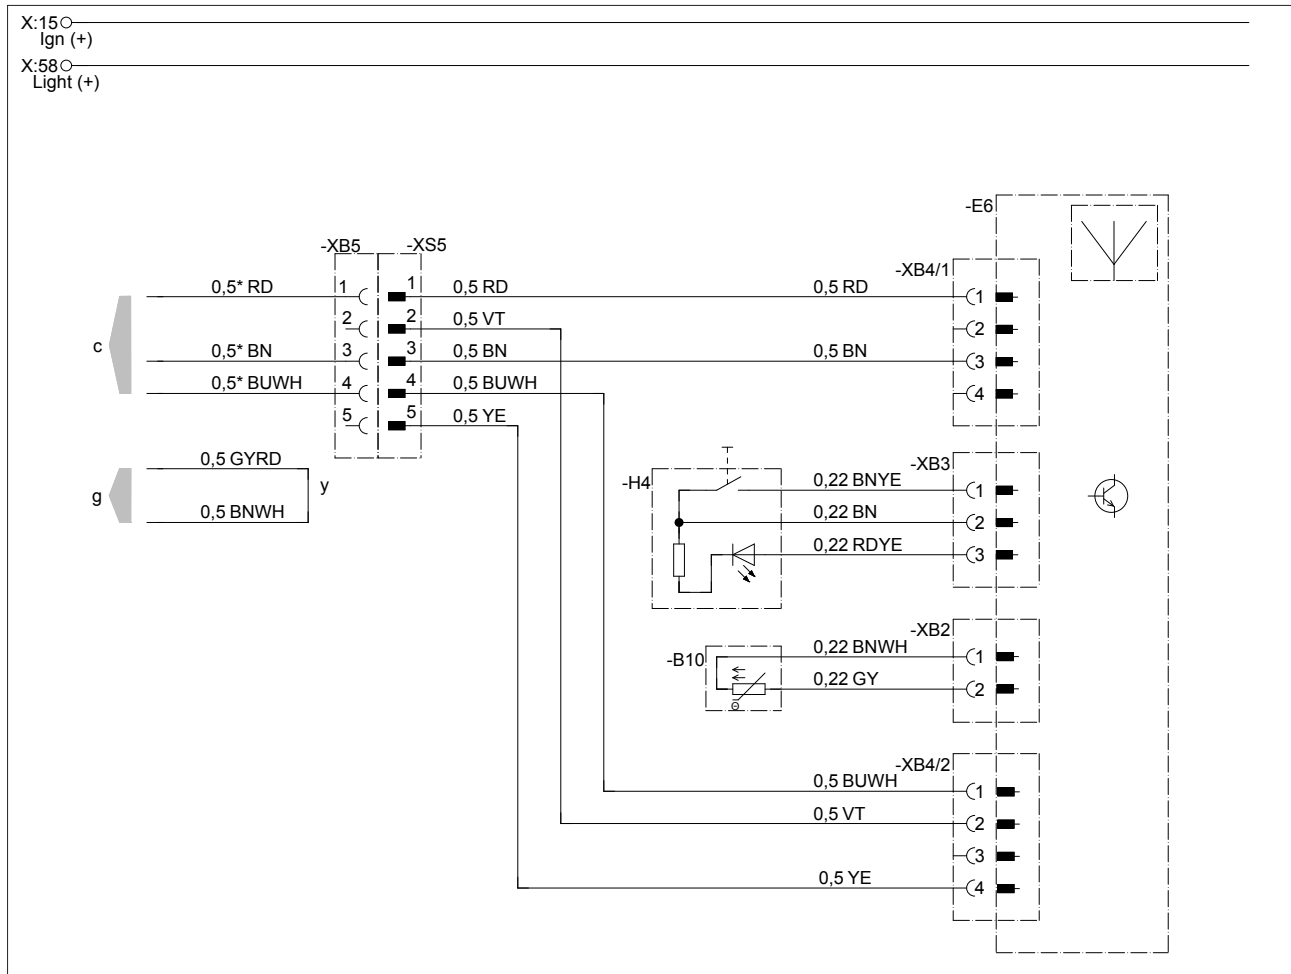 X:15
Ign (+)
X:58
Light (+)
-E6
-XB5 -XS5
-XB4/1
0,5* RD 1 1 0,5 RD 0,5 RD 1
2 2 0,5 VT 2
c 0,5* BN 3 3 0,5 BN 0,5 BN 3
0,5* BUWH 4 4 0,5 BUWH 4
5 5 0,5 YE
0,5 GYRD
-XB3
g y -H4 0,22 BNYE 1
0,5 BNWH 0,22 BN 2
0,22 RDYE 3
-XB2
-B10 0,22 BNWH 1
0,22 GY 2
Θ
-XB4/2
0,5 BUWH 1
0,5 VT 2
3
0,5 YE 4